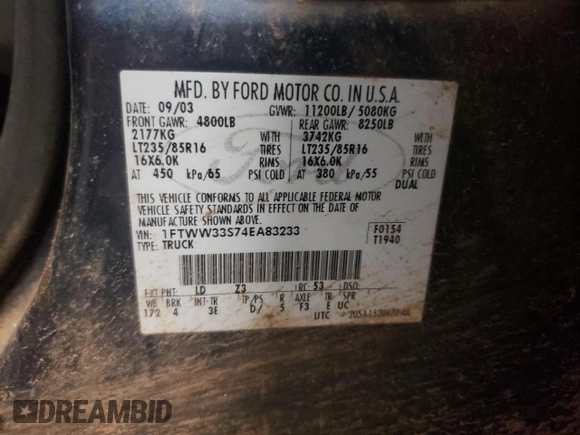 MFD. BY FORD MOTOR CO. IN U.S.A.
DATE: 09/03 GVWR: 11200LB/ 5080KG
FRONT GAWR: 4800LB REAR GAWR: 8250LB
2177KG WITH 3742KG WITH
LT235/85R16 TIRES LT235/85R16 TIRES
16X6.0K RIMS 16X6.0K RIMS
AT 450 kPa/65 PSI COLD AT 380 kPa/55 PSI COLD
DUAL
THIS VEHICLE CONFORMS TO ALL APPLICABLE FEDERAL MOTOR
VEHICLE SAFETY STANDARDS IN EFFECT ON THE DATE OF
MANUFACTURE SHOWN ABOVE.
VIN: 1FTWW33S74EA83233
TYPE: TRUCK
F0154
T1940
EXT PNT: LD Z3 RC: 53 DSO:
WB BRK INT TR TP/PS R AXLE TR SPR
172 4 3E D/ 5 F3 E UC
UTC
Ford
DREAMBID